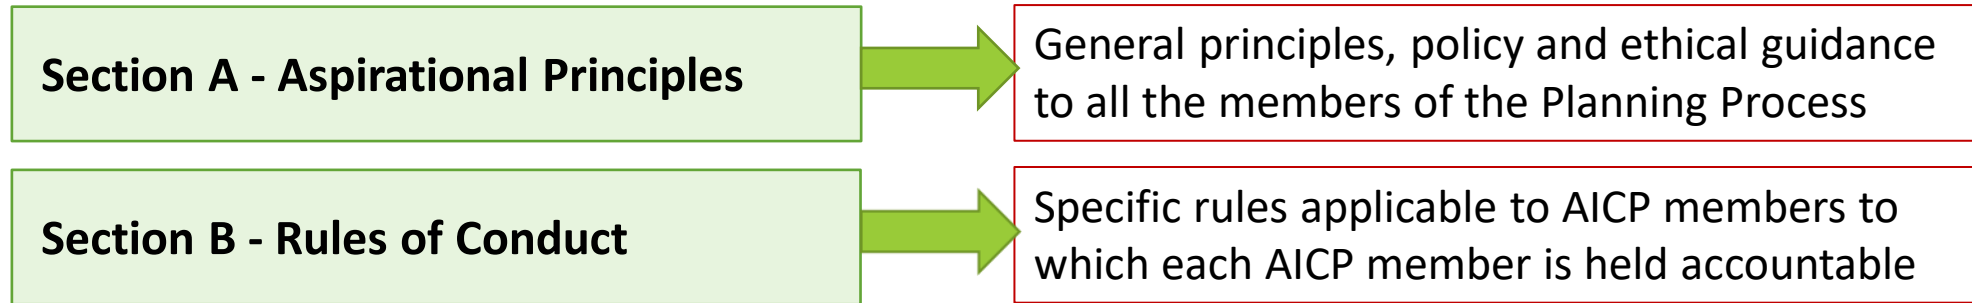 Section A - Aspirational Principles
General principles, policy and ethical guidance
to all the members of the Planning Process
Section B - Rules of Conduct
Specific rules applicable to AICP members to
which each AICP member is held accountable